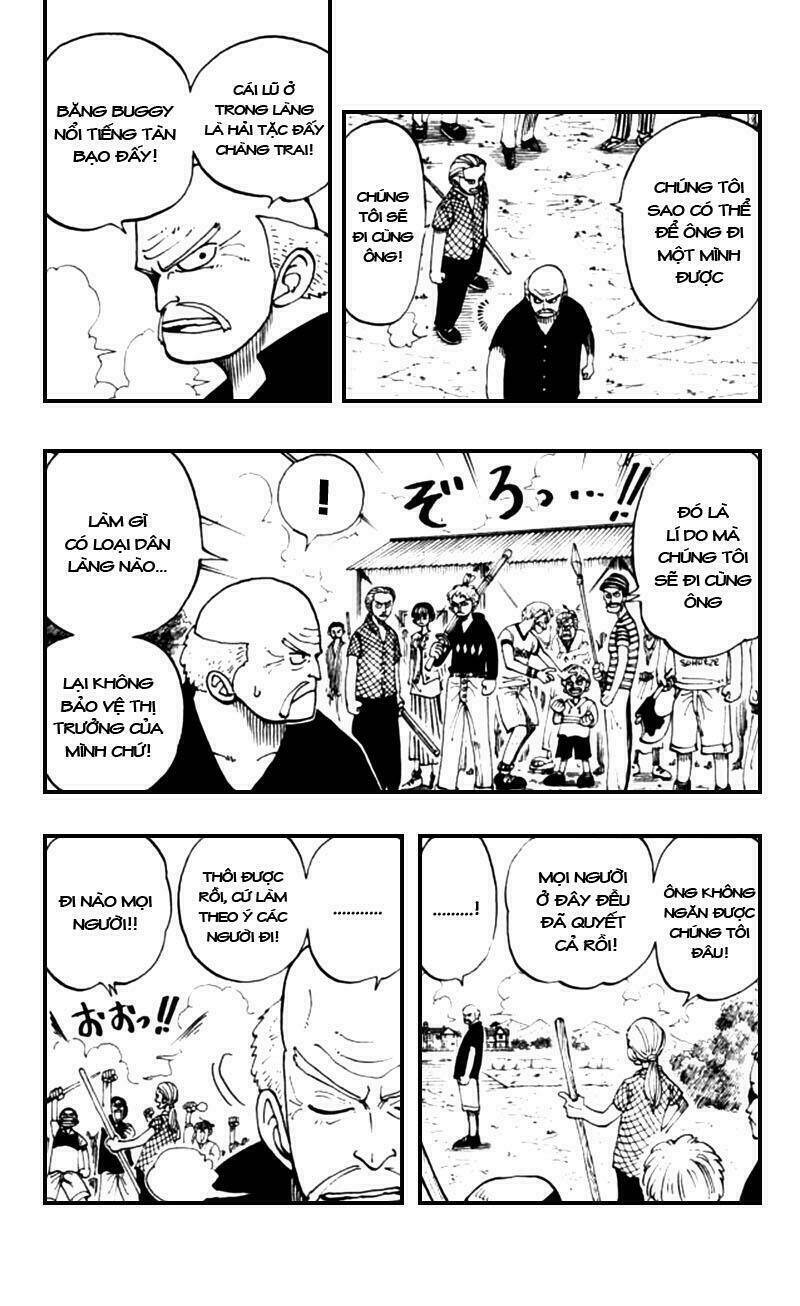 CHÚNG TÔI
SAO CÓ THỂ
ĐỂ ÔNG ĐI
MỘT MÌNH
ĐƯỢC
CHÚNG
TÔI SẼ
ĐI CÙNG
ÔNG!
CÁI LŨ Ở
TRONG LÀNG
LÀ HẢI TẶC ĐẤY
CHÀNG TRAI!
BĂNG BUGGY
NỔI TIẾNG TÀN
BẠO ĐẤY!
ĐÓ LÀ
LÍ DO MÀ
CHÚNG TÔI
SẼ ĐI CÙNG
ÔNG
ぞろっ…!!
!
LÀM GÌ
CÓ LOẠI DÂN
LÀNG NÀO...
LẠI KHÔNG
BẢO VỆ THỊ
TRƯỞNG CỦA
MÌNH CHỨ!
ÔNG KHÔNG
NGĂN ĐƯỢC
CHÚNG TÔI
ĐÂU!
MỌI NGƯỜI
Ở ĐÂY ĐỀU
ĐÃ QUYẾT
CẢ RỒI!
..........!
............
THÔI ĐƯỢC
RỒI, CỨ LÀM
THEO Ý CÁC
NGƯỜI ĐI!
ĐI NÀO MỌI
NGƯỜI!!
おおっ!!